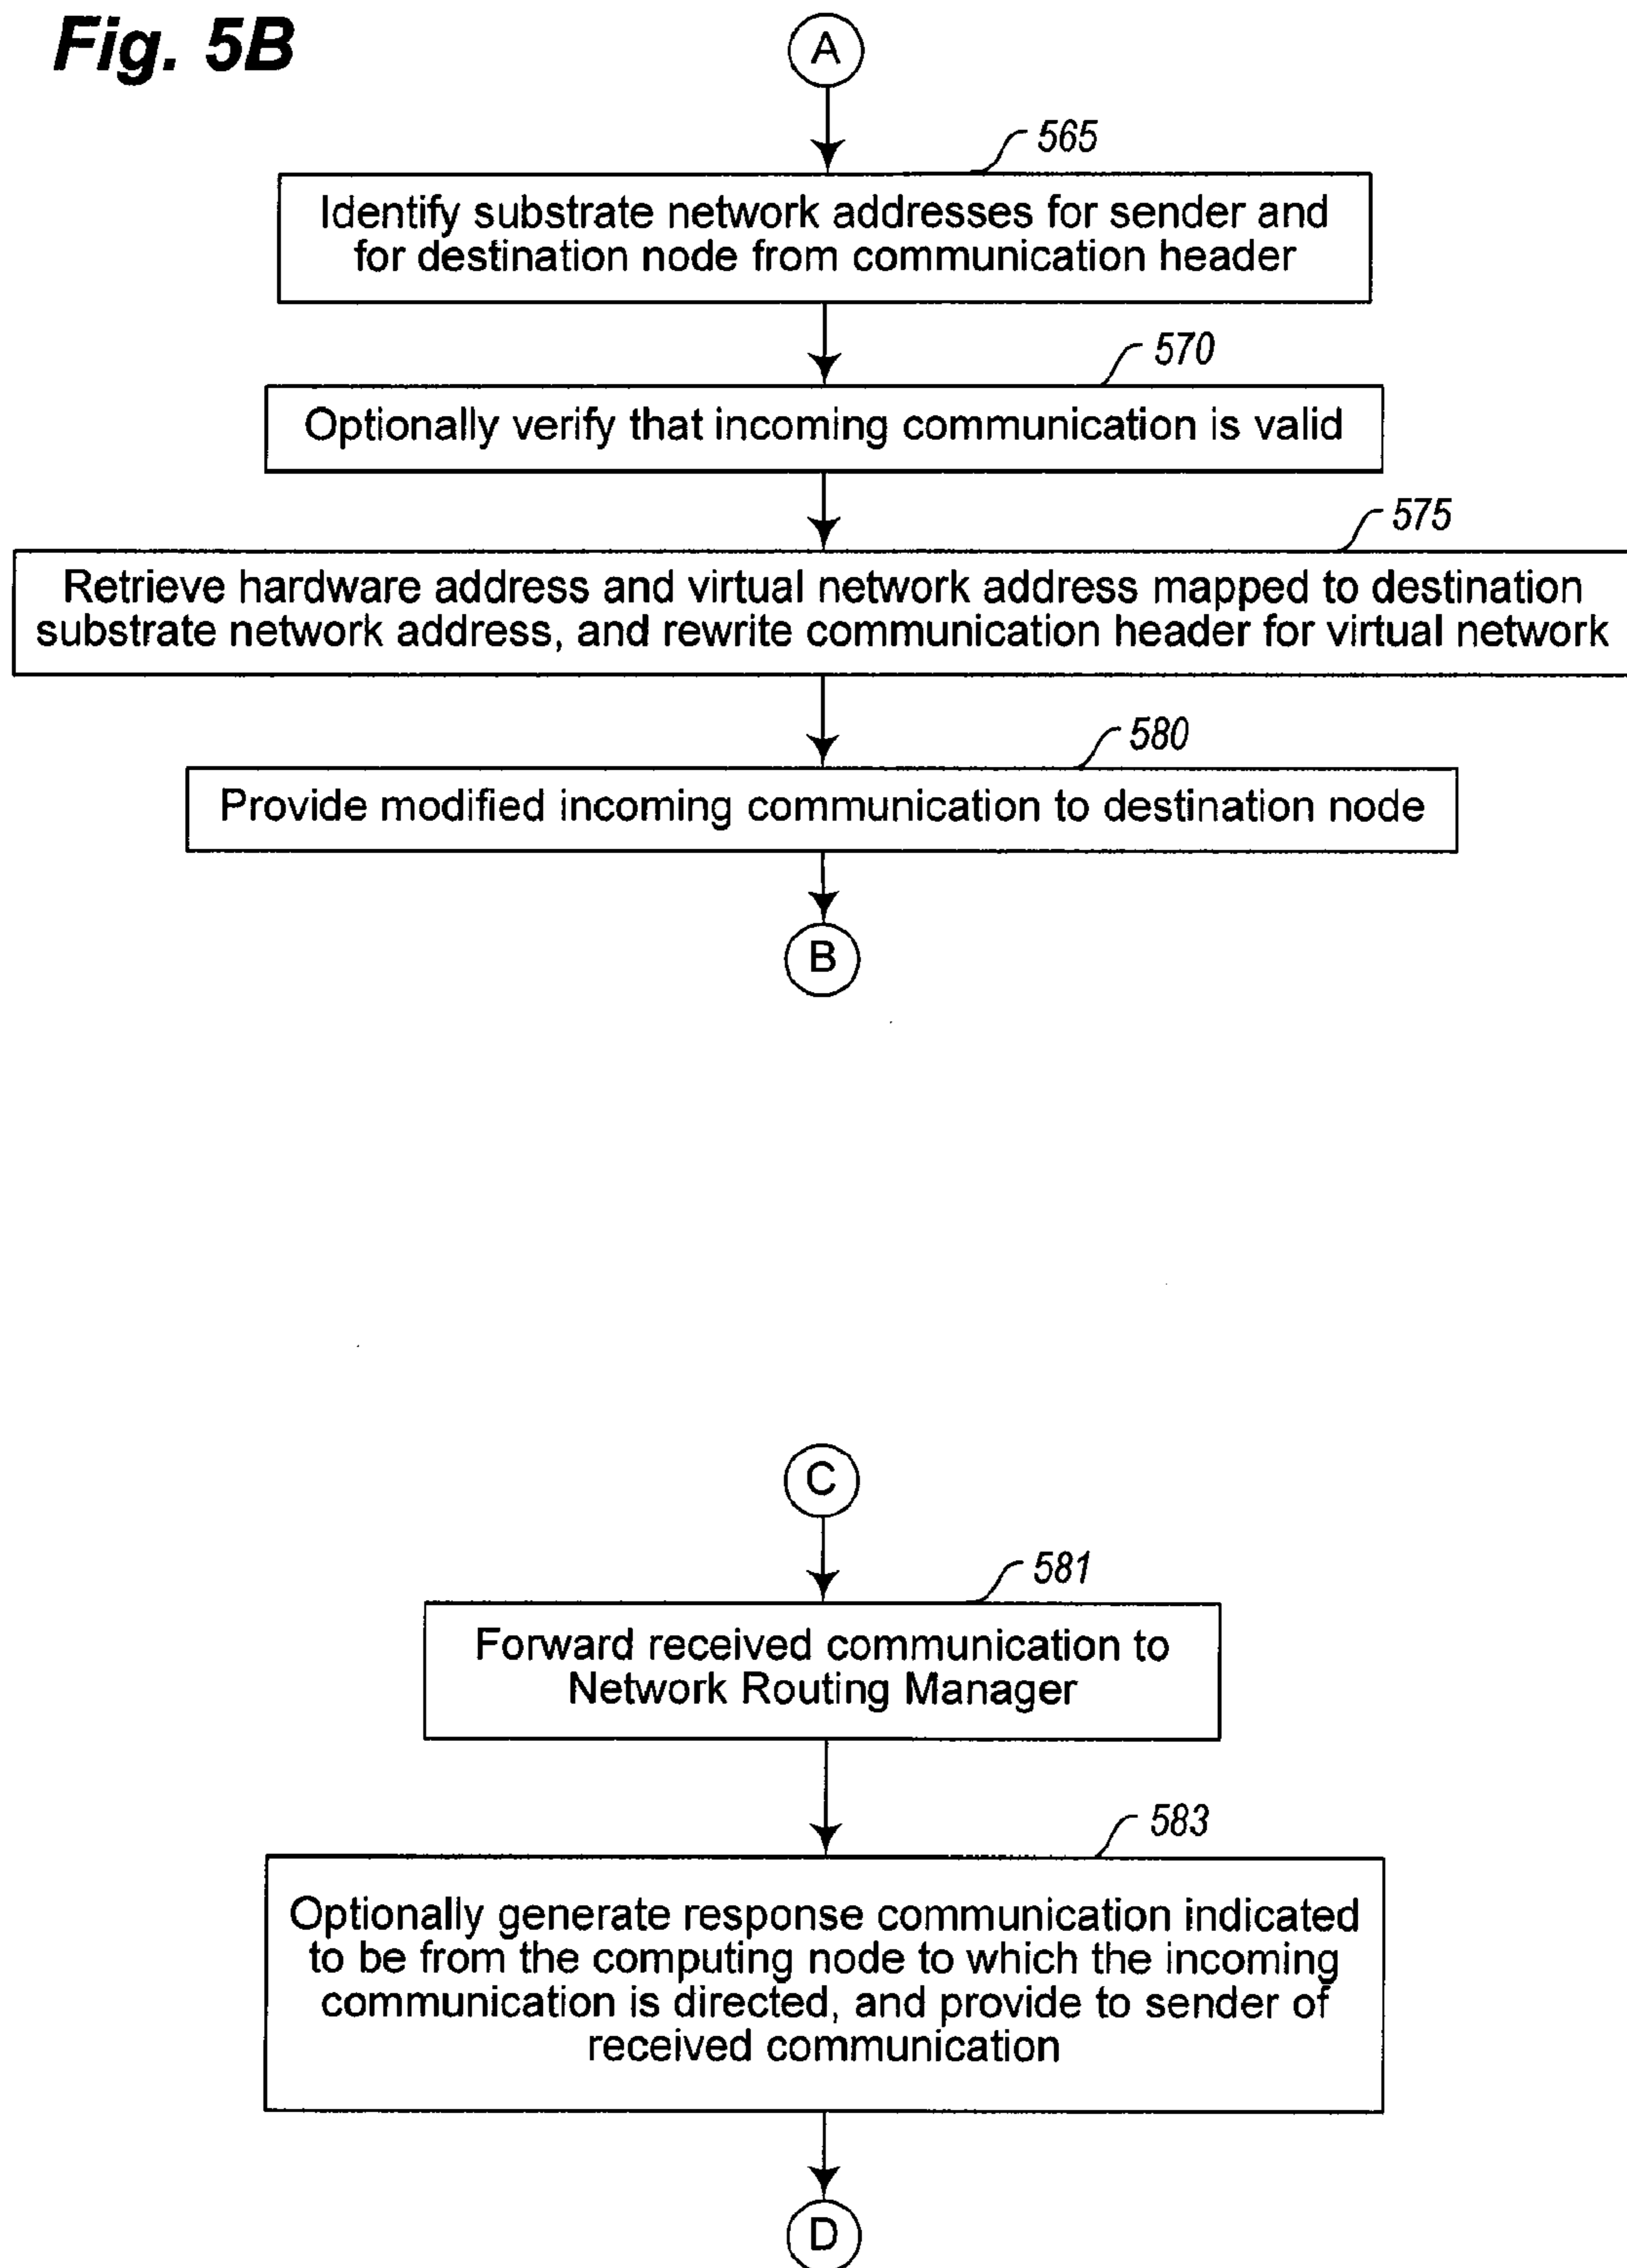 Fig. 5B
A
565
Identify substrate network addresses for sender and
for destination node from communication header
570
Optionally verify that incoming communication is valid
575
Retrieve hardware address and virtual network address mapped to destination
substrate network address, and rewrite communication header for virtual network
580
Provide modified incoming communication to destination node
B
C
581
Forward received communication to
Network Routing Manager
583
Optionally generate response communication indicated
to be from the computing node to which the incoming
communication is directed, and provide to sender of
received communication
D